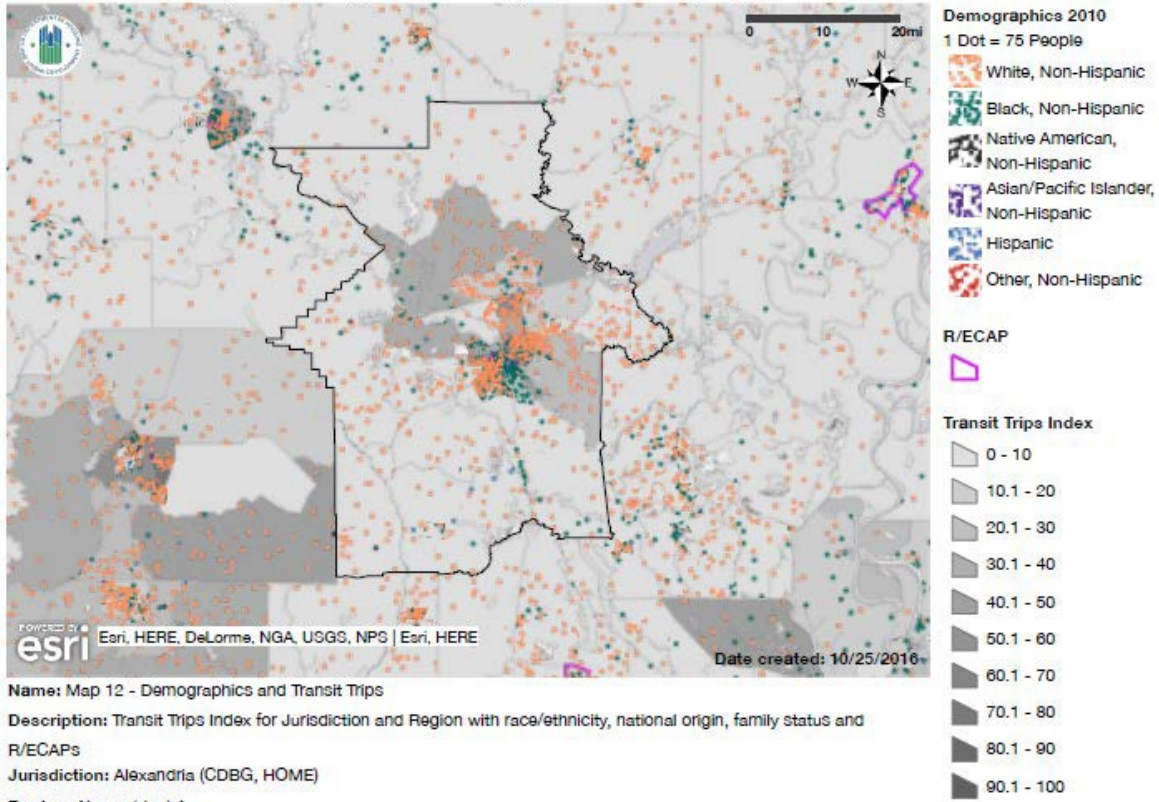 0 10 20mi
N
W E
S
POWERED BY
esri
Esri, HERE, DeLorme, NGA, USGS, NPS | Esri, HERE
Date created: 10/25/2016
Demographics 2010
1 Dot = 75 People
White, Non-Hispanic
Black, Non-Hispanic
Native American,
Non-Hispanic
Asian/Pacific Islander,
Non-Hispanic
Hispanic
Other, Non-Hispanic
R/ECAP
Transit Trips Index
0 - 10
10.1 - 20
20.1 - 30
30.1 - 40
40.1 - 50
50.1 - 60
60.1 - 70
70.1 - 80
80.1 - 90
90.1 - 100
Name: Map 12 - Demographics and Transit Trips
Description: Transit Trips Index for Jurisdiction and Region with race/ethnicity, national origin, family status and
R/ECAPs
Jurisdiction: Alexandria (CDBG, HOME)